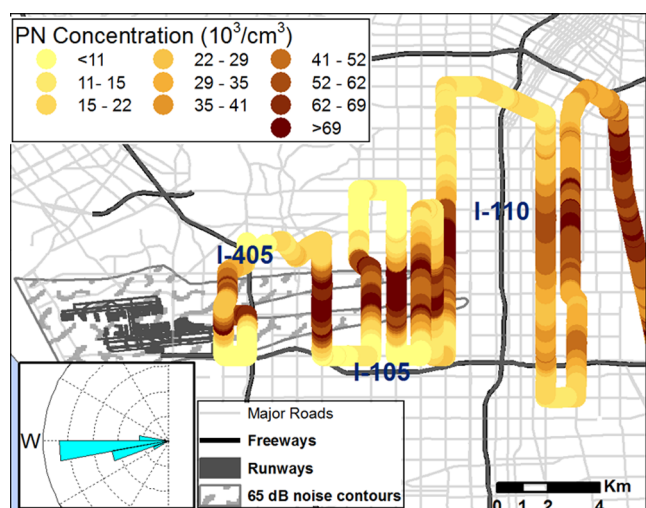 PN Concentration (10³/cm³)
<11 22 - 29 41 - 52
11- 15 29 - 35 52 - 62
15 - 22 35 - 41 62 - 69
>69
I-110
I-405
I-105
W
Major Roads
Freeways
Runways
65 dB noise contours
Km
0 1 2 4